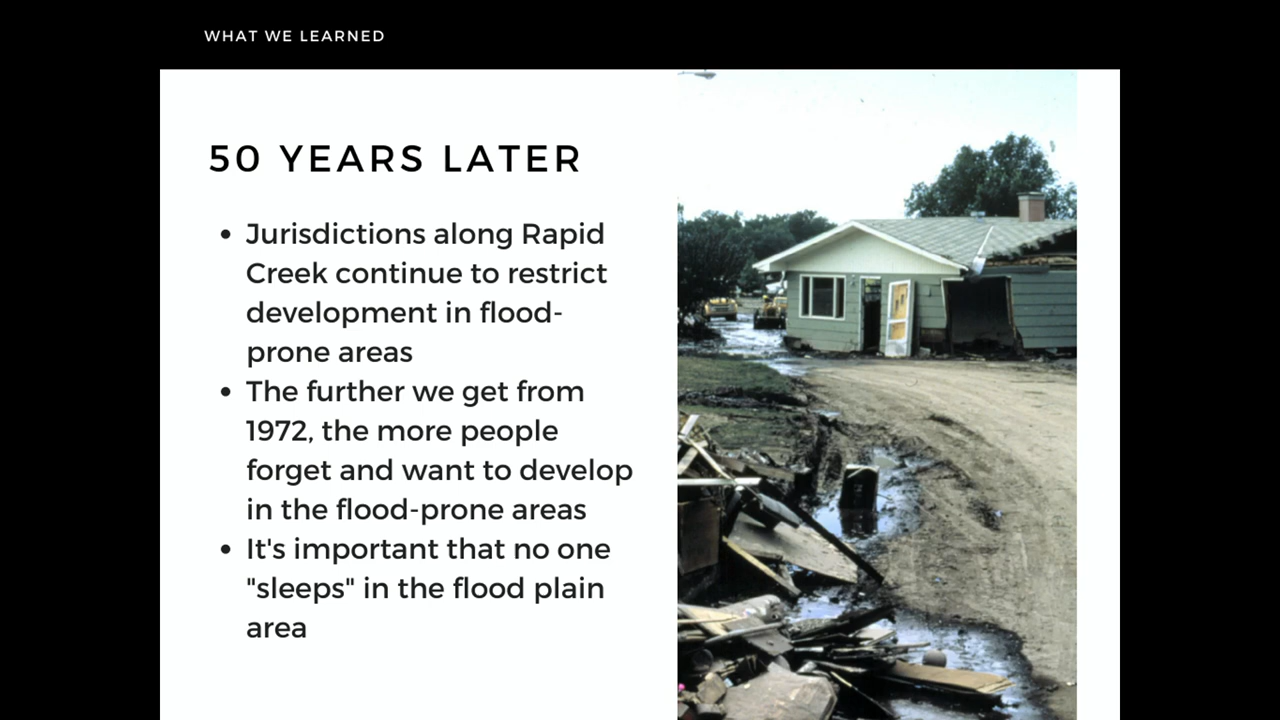 WHAT WE LEARNED
50 YEARS LATER
• Jurisdictions along Rapid
Creek continue to restrict
development in flood-
prone areas
• The further we get from
1972, the more people
forget and want to develop
in the flood-prone areas
• It's important that no one
"sleeps" in the flood plain
area